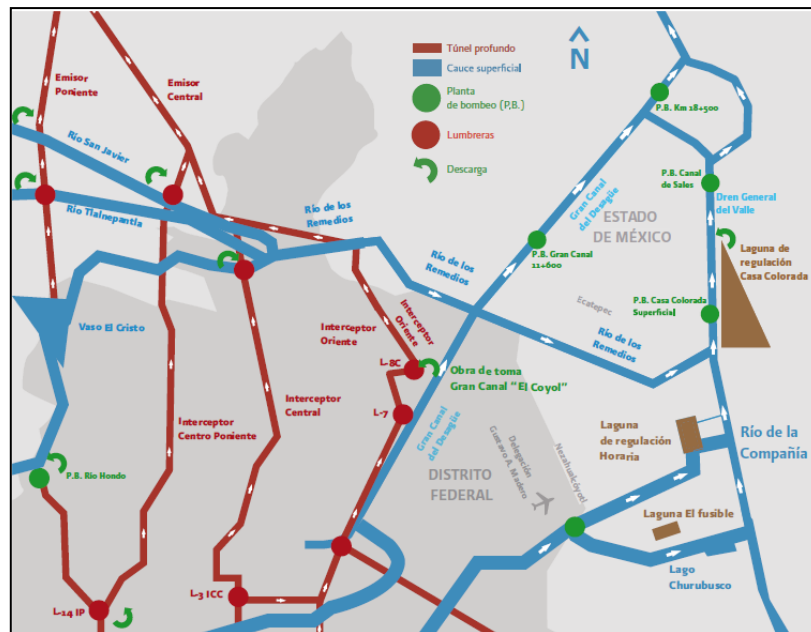 Túnel profundo
Cauce superficial
Planta
de bombeo (P.B.)
Lumbreras
Descarga
N
Emisor
Poniente
Emisor
Central
Río San Javier
Río Tlalnepantla
Río de los
Remedios
P.B. Km 18+500
P.B. Canal
de Sales
Gran Canal
del Desagüe
ESTADO
DE MÉXICO
Dren General
del Valle
P.B. Gran Canal
11+600
Río de los
Remedios
Laguna de
regulación
Casa Colorada
Ecatepec
P.B. Casa Colorada
Superficial
Vaso El Cristo
Interceptor
Oriente
Interceptor
Oriente
Río de los
Remedios
L-8C
Obra de toma
Gran Canal "El Coyol"
Interceptor
Central
L-7
Interceptor
Centro Poniente
Gran Canal
del Desagüe
Laguna
de regulación
Horaria
Río de la
Compañía
P.B. Río Hondo
DISTRITO
FEDERAL
Delegación
Gustavo A. Madero
Nezahualcóyotl
Laguna El fusible
Lago
Churubusco
L-14 IP
L-3 ICC